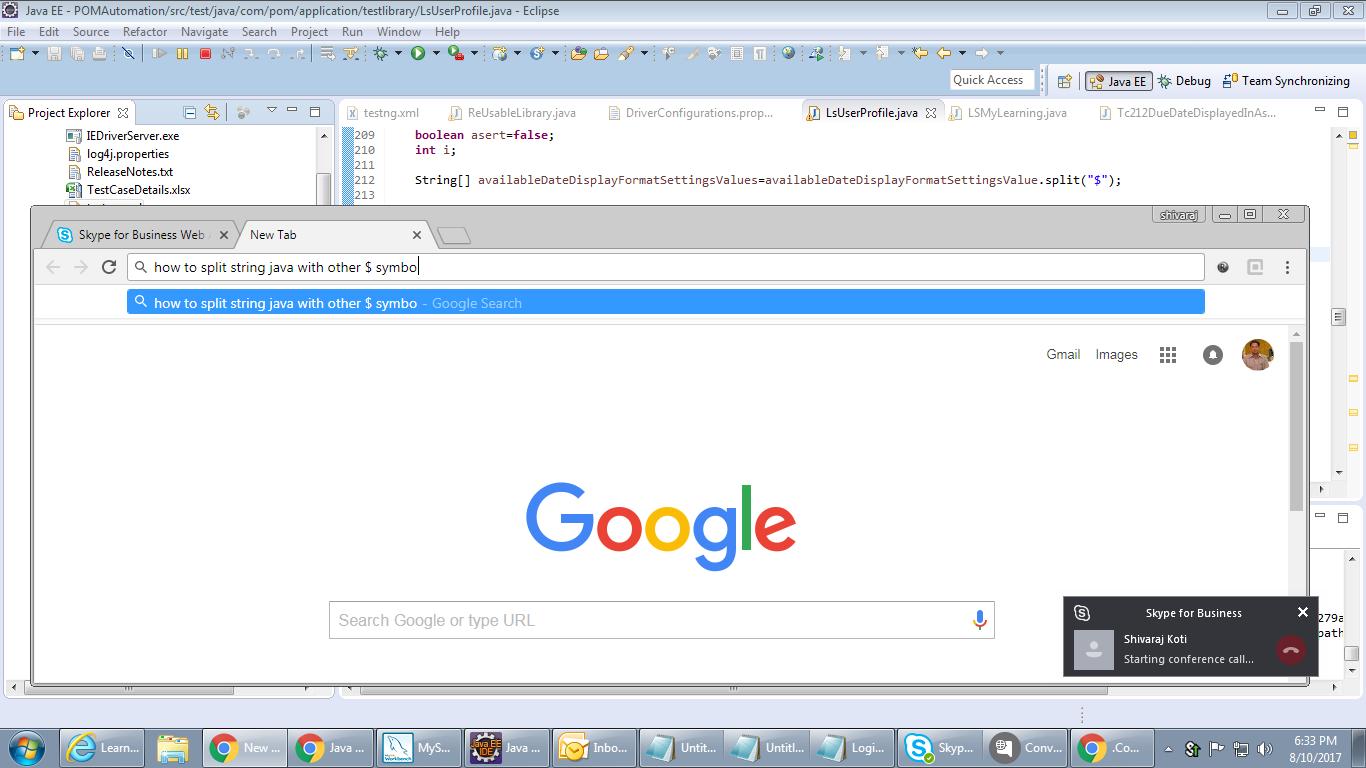 Java EE - POMAutomation/src/test/java/com/pom/application/testlibrary/LsUserProfile.java - Eclipse
File Edit Source Refactor Navigate Search Project Run Window Help
Quick Access
Java EE
Debug
Team Synchronizing
Project Explorer
IEDriverServer.exe
log4j.properties
ReleaseNotes.txt
TestCaseDetails.xlsx
testng.xml
ReUsableLibrary.java
DriverConfigurations.prop...
LsUserProfile.java
LSMyLearning.java
Tc212DueDateDisplayedInAs...
209 boolean asert=false;
210 int i;
211
212 String[] availableDateDisplayFormatSettingsValues=availableDateDisplayFormatSettingsValue.split("$");
213
shivaraj
Skype for Business Web
New Tab
how to split string java with other $ symbo
how to split string java with other $ symbo - Google Search
Gmail Images
Google
Search Google or type URL
279a
path
Skype for Business
Shivaraj Koti
Starting conference call...
Learn...
New ...
Java ...
MyS...
Java ...
Inbo...
Untit...
Untitl...
Logi...
Skyp...
Conv...
.Co...
6:33 PM
8/10/2017